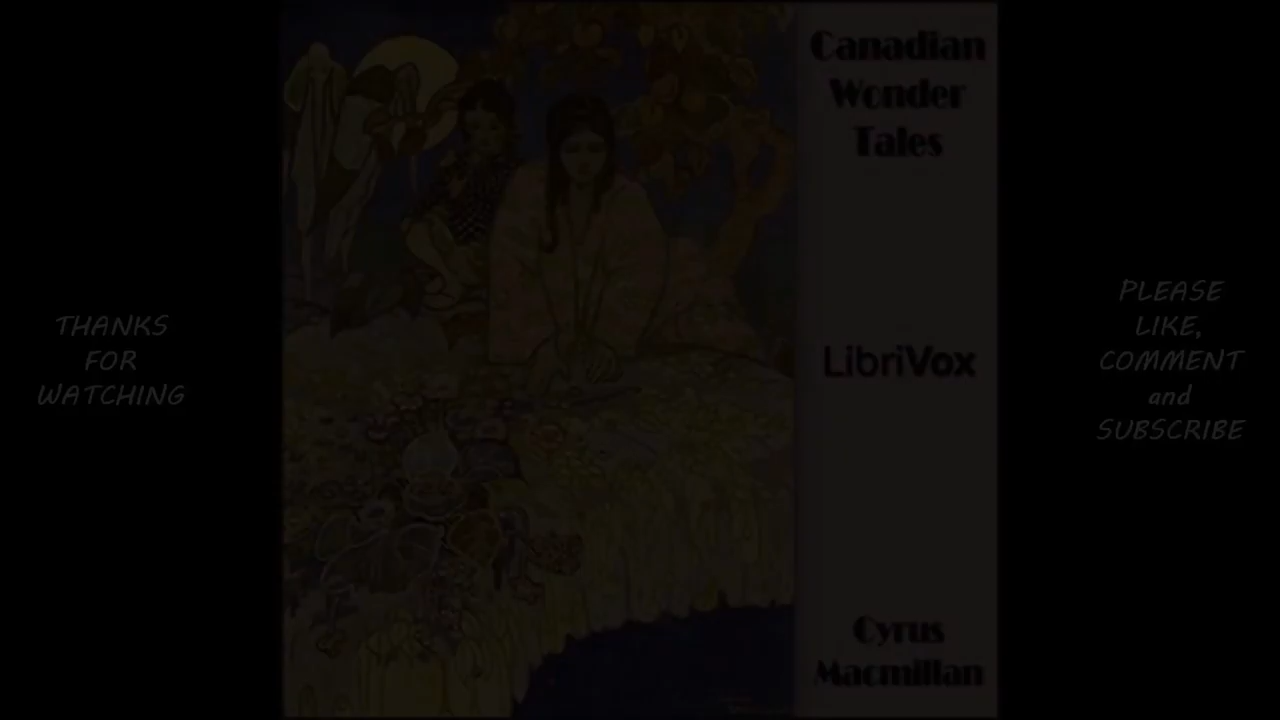 THANKS
FOR
WATCHING
Canadian
Wonder
Tales
LibriVox
Cyrus
Macmillan
PLEASE
LIKE,
COMMENT
and
SUBSCRIBE